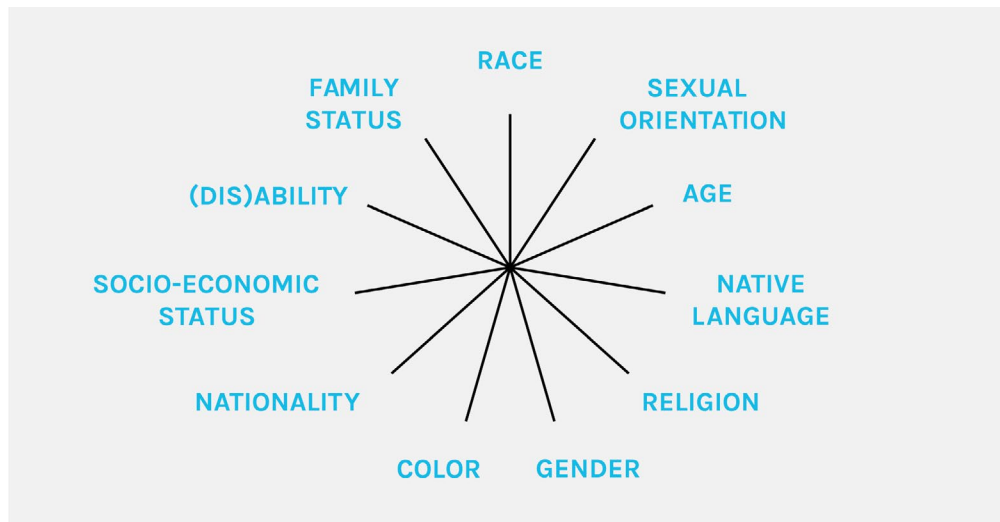 RACE
FAMILY
STATUS
SEXUAL
ORIENTATION
(DIS)ABILITY
AGE
SOCIO-ECONOMIC
STATUS
NATIVE
LANGUAGE
NATIONALITY
RELIGION
COLOR
GENDER